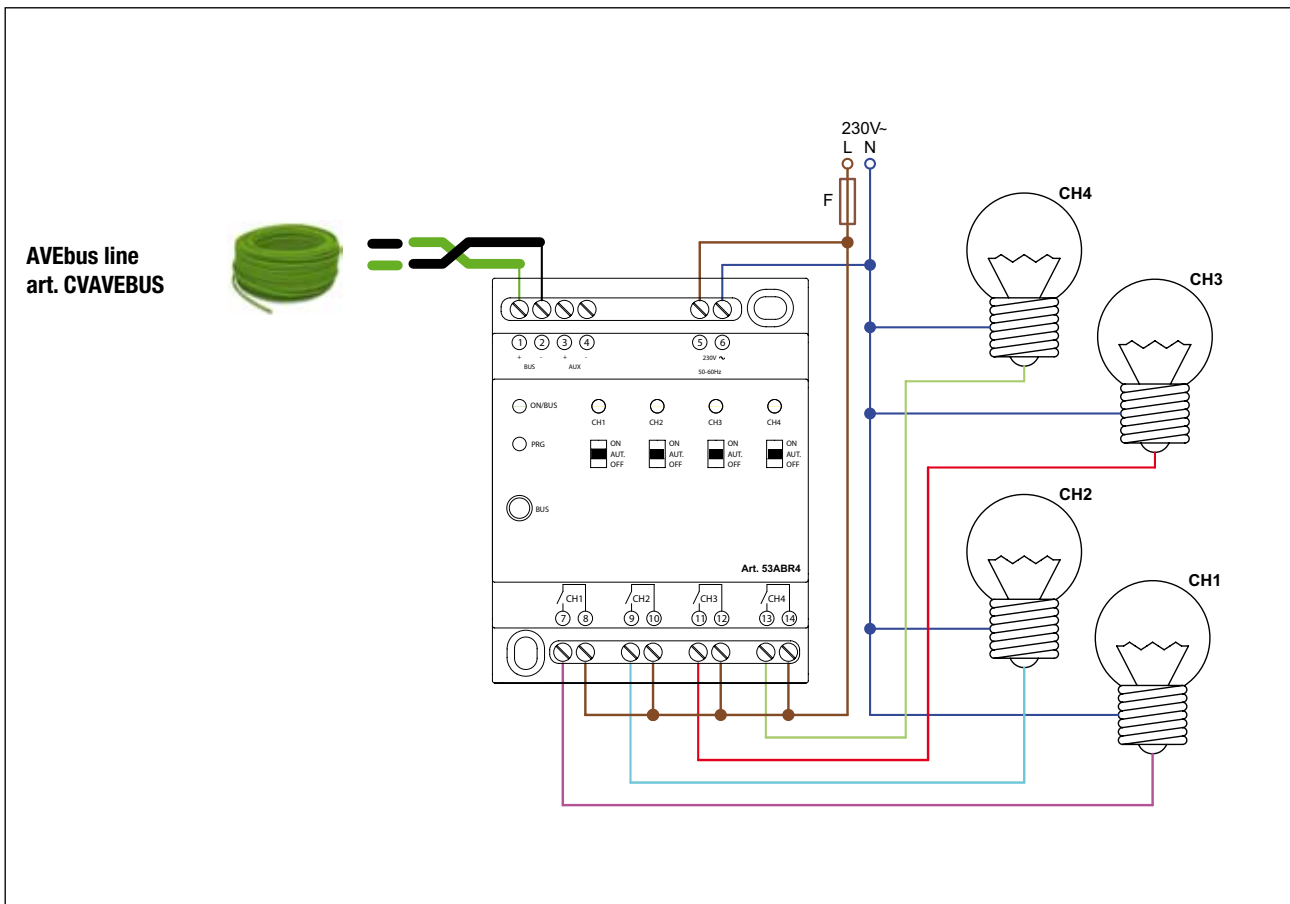 230V~
L N
F
CH4
CH3
CH2
CH1
AVEbus line
art. CVAVEBUS
1 2 3 4 5 6
+ - + - 230V ~
BUS AUX 50-60Hz
ON/BUS
CH1 CH2 CH3 CH4
PRG
ON ON ON ON
AUT. AUT. AUT. AUT.
OFF OFF OFF OFF
BUS
Art. 53ABR4
CH1 CH2 CH3 CH4
7 8 9 10 11 12 13 14